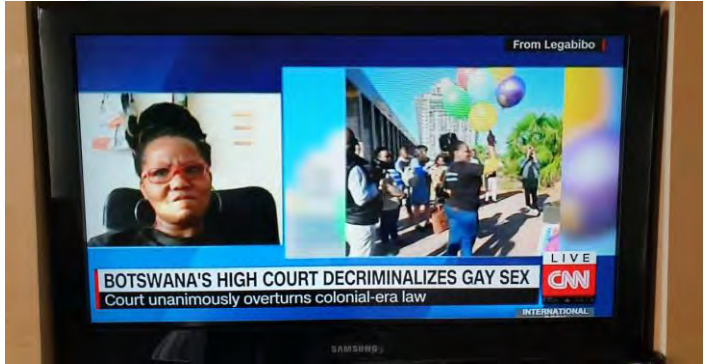 From Legabibo
BOTSWANA'S HIGH COURT DECRIMINALIZES GAY SEX
Court unanimously overturns colonial-era law
LIVE
CNN
INTERNATIONAL
SAMSUNG